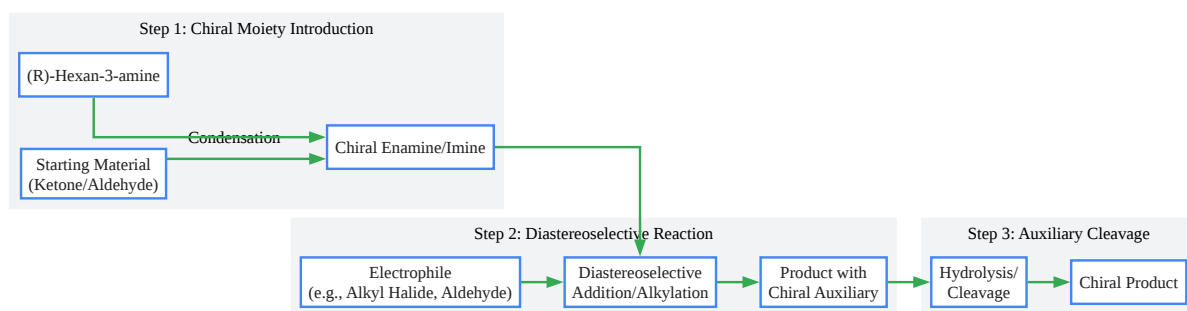 Step 1: Chiral Moiety Introduction
(R)-Hexan-3-amine
Condensation
Starting Material
(Ketone/Aldehyde)
Chiral Enamine/Imine
Step 2: Diastereoselective Reaction
Electrophile
(e.g., Alkyl Halide, Aldehyde)
Diastereoselective
Addition/Alkylation
Product with
Chiral Auxiliary
Step 3: Auxiliary Cleavage
Hydrolysis/
Cleavage
Chiral Product